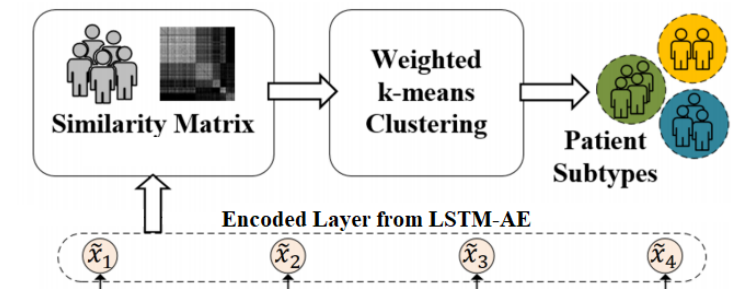 Similarity Matrix
Weighted
k-means
Clustering
Patient
Subtypes
Encoded Layer from LSTM-AE
x̃₁ x̃₂ x̃₃ x̃₄